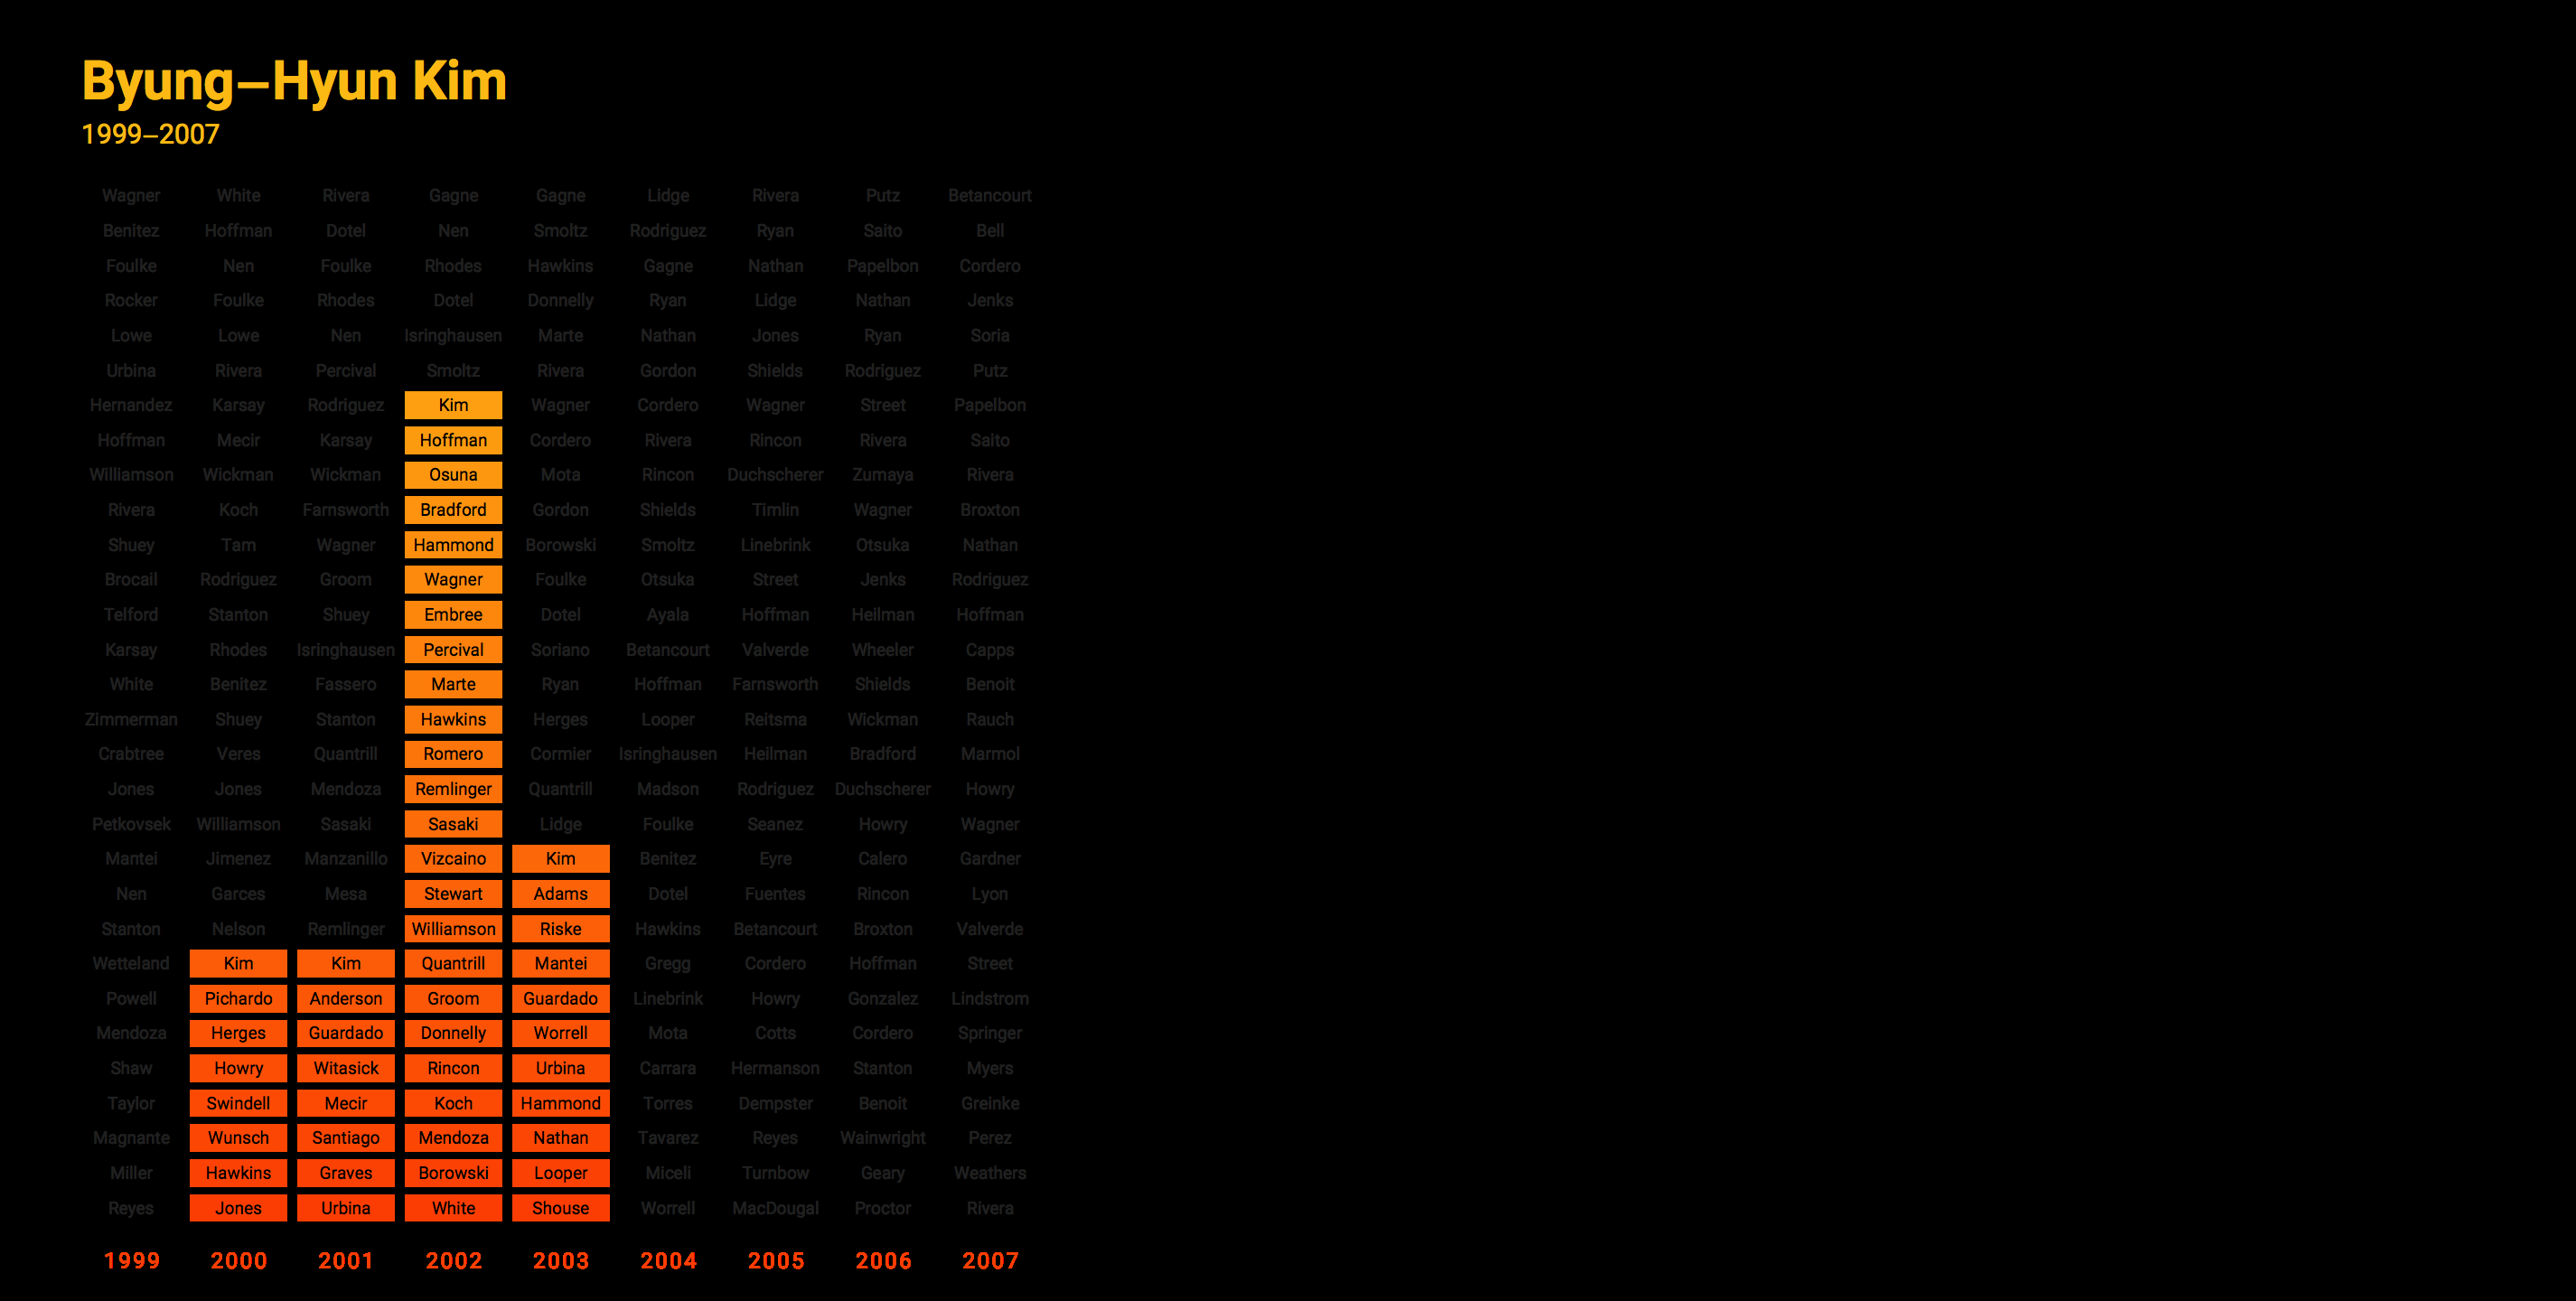 Byung–Hyun Kim
1999–2007
Wagner White Rivera Gagne Gagne Lidge Rivera Putz Betancourt
Benitez Hoffman Dotel Nen Smoltz Rodriguez Ryan Saito Bell
Foulke Nen Foulke Rhodes Hawkins Gagne Nathan Papelbon Cordero
Rocker Foulke Rhodes Dotel Donnelly Ryan Lidge Nathan Jenks
Lowe Lowe Nen Isringhausen Marte Nathan Jones Ryan Soria
Urbina Rivera Percival Smoltz Rivera Gordon Shields Rodriguez Putz
Hernandez Karsay Rodriguez Kim Wagner Cordero Wagner Street Papelbon
Hoffman Mecir Karsay Hoffman Cordero Rivera Rincon Rivera Saito
Williamson Wickman Wickman Osuna Mota Rincon Duchscherer Zumaya Rivera
Rivera Koch Farnsworth Bradford Gordon Shields Timlin Wagner Broxton
Shuey Tam Wagner Hammond Borowski Smoltz Linebrink Otsuka Nathan
Brocail Rodriguez Groom Wagner Foulke Otsuka Street Jenks Rodriguez
Telford Stanton Shuey Embree Dotel Ayala Hoffman Heilman Hoffman
Karsay Rhodes Isringhausen Percival Soriano Betancourt Valverde Wheeler Capps
White Benitez Fassero Marte Ryan Hoffman Farnsworth Shields Benoit
Zimmerman Shuey Stanton Hawkins Herges Looper Reitsma Wickman Rauch
Crabtree Veres Quantrill Romero Cormier Isringhausen Heilman Bradford Marmol
Jones Jones Mendoza Remlinger Quantrill Madson Rodriguez Duchscherer Howry
Petkovsek Williamson Sasaki Sasaki Lidge Foulke Seanez Howry Wagner
Mantei Jimenez Manzanillo Vizcaino Kim Benitez Eyre Calero Gardner
Nen Garces Mesa Stewart Adams Dotel Fuentes Rincon Lyon
Stanton Nelson Remlinger Williamson Riske Hawkins Betancourt Broxton Valverde
Wetteland Kim Kim Quantrill Mantei Gregg Cordero Hoffman Street
Powell Pichardo Anderson Groom Guardado Linebrink Howry Gonzalez Lindstrom
Mendoza Herges Guardado Donnelly Worrell Mota Cotts Cordero Springer
Shaw Howry Witasick Rincon Urbina Carrara Hermanson Stanton Myers
Taylor Swindell Mecir Koch Hammond Torres Dempster Benoit Greinke
Magnante Wunsch Santiago Mendoza Nathan Tavarez Reyes Wainwright Perez
Miller Hawkins Graves Borowski Looper Miceli Turnbow Geary Weathers
Reyes Jones Urbina White Shouse Worrell MacDougal Proctor Rivera
1999 2000 2001 2002 2003 2004 2005 2006 2007